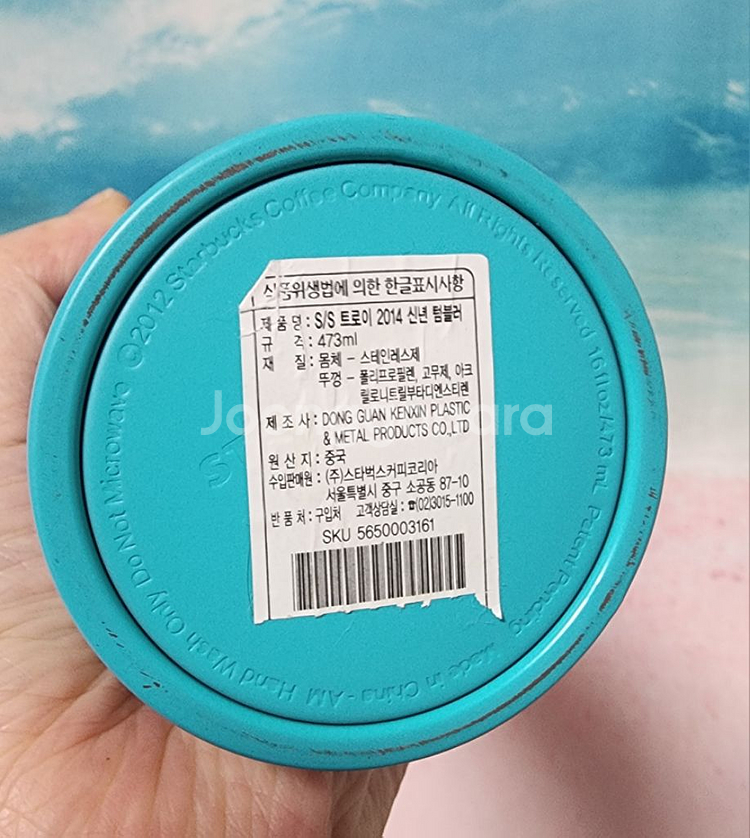 ©2012 Starbucks Coffee Company All Rights Reserved 16 fl oz/473 mL Patent Pending Made in China - AM Hand Wash Only Do Not Microwave
식품위생법에 의한 한글표시사항
제 품 명 : S/S 트로이 2014 신년 텀블러
규 격 : 473ml
재 질 : 몸체 - 스테인레스제
뚜껑 - 폴리프로필렌, 고무제, 아크
릴로니트릴부타디엔스티렌
제 조 사 : DONG GUAN KENXIN PLASTIC
& METAL PRODUCTS CO.,LTD
원 산 지 : 중국
수입판매원 : (주)스타벅스커피코리아
서울특별시 중구 소공동 87-10
반 품 처 : 구입처 고객상담실 : ☎(02)3015-1100
SKU 5650003161